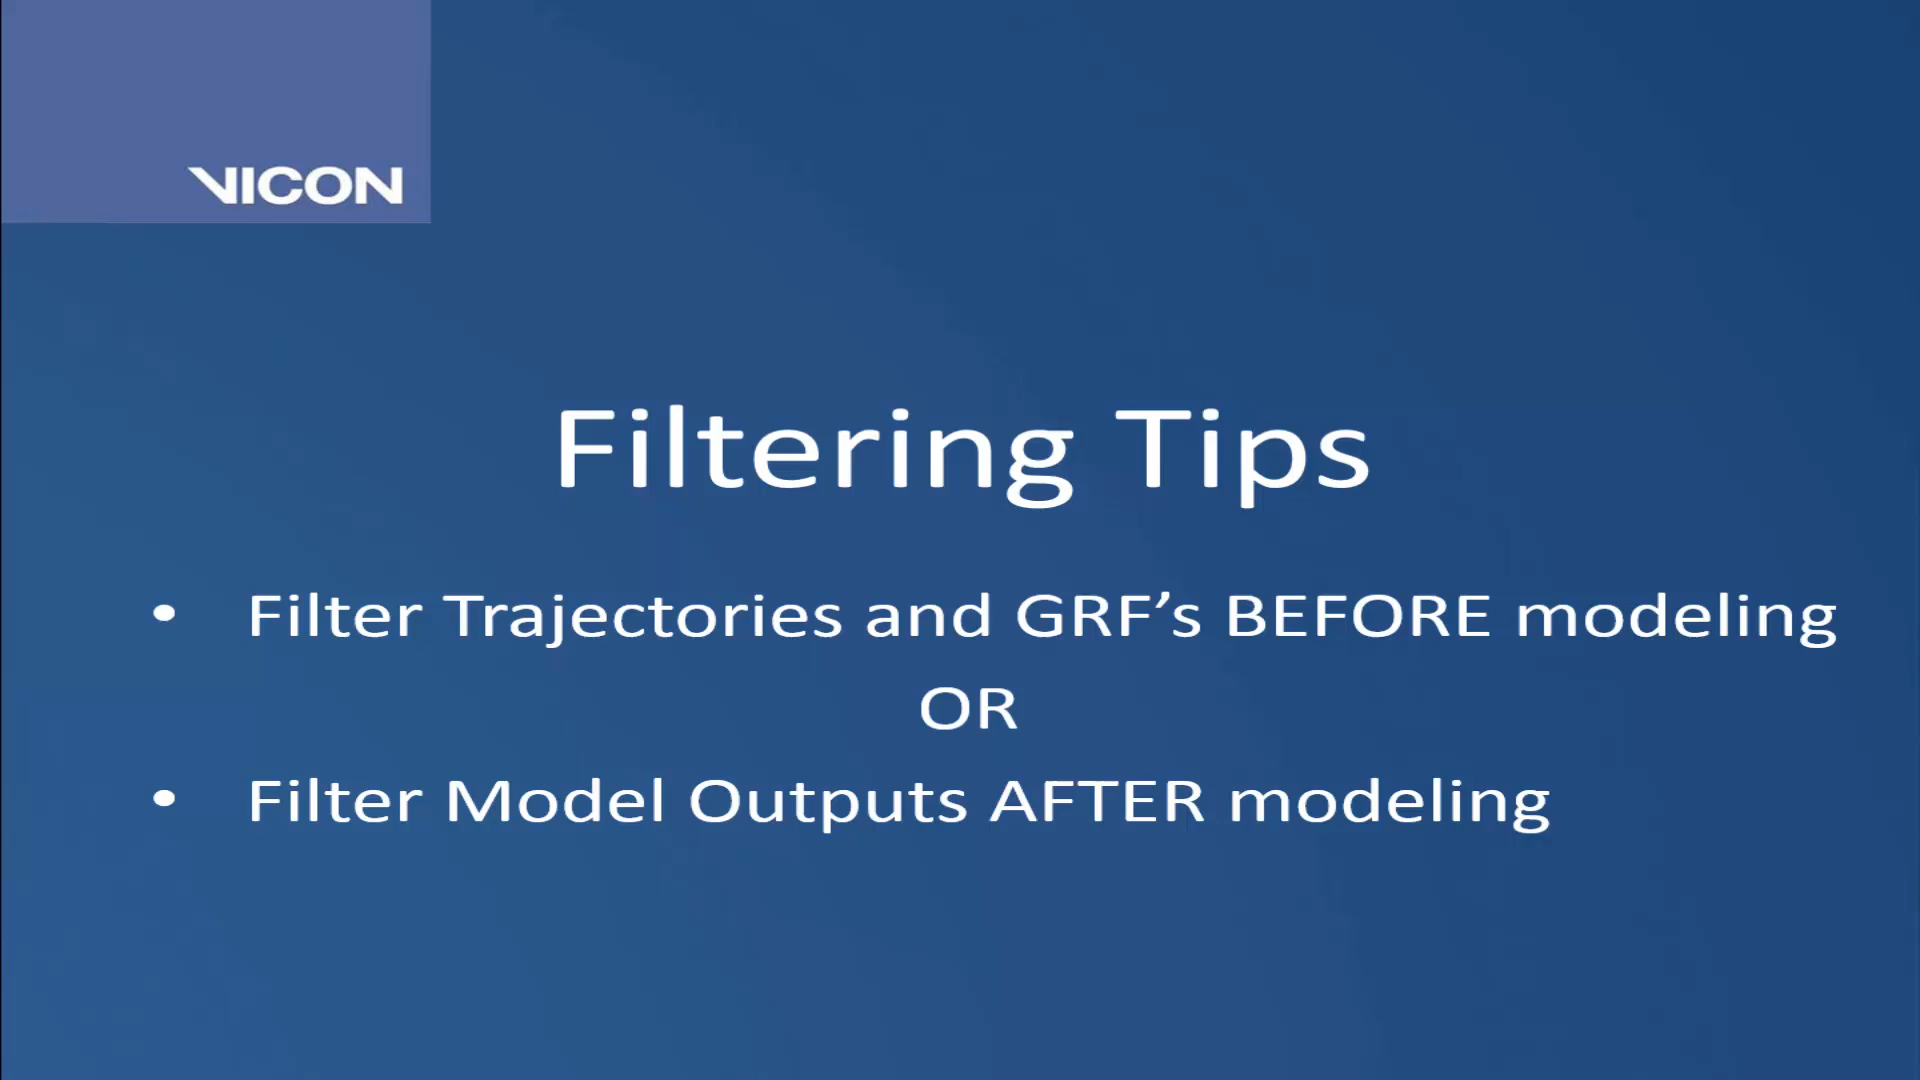 VICON
Filtering Tips
• Filter Trajectories and GRF’s BEFORE modeling
OR
• Filter Model Outputs AFTER modeling